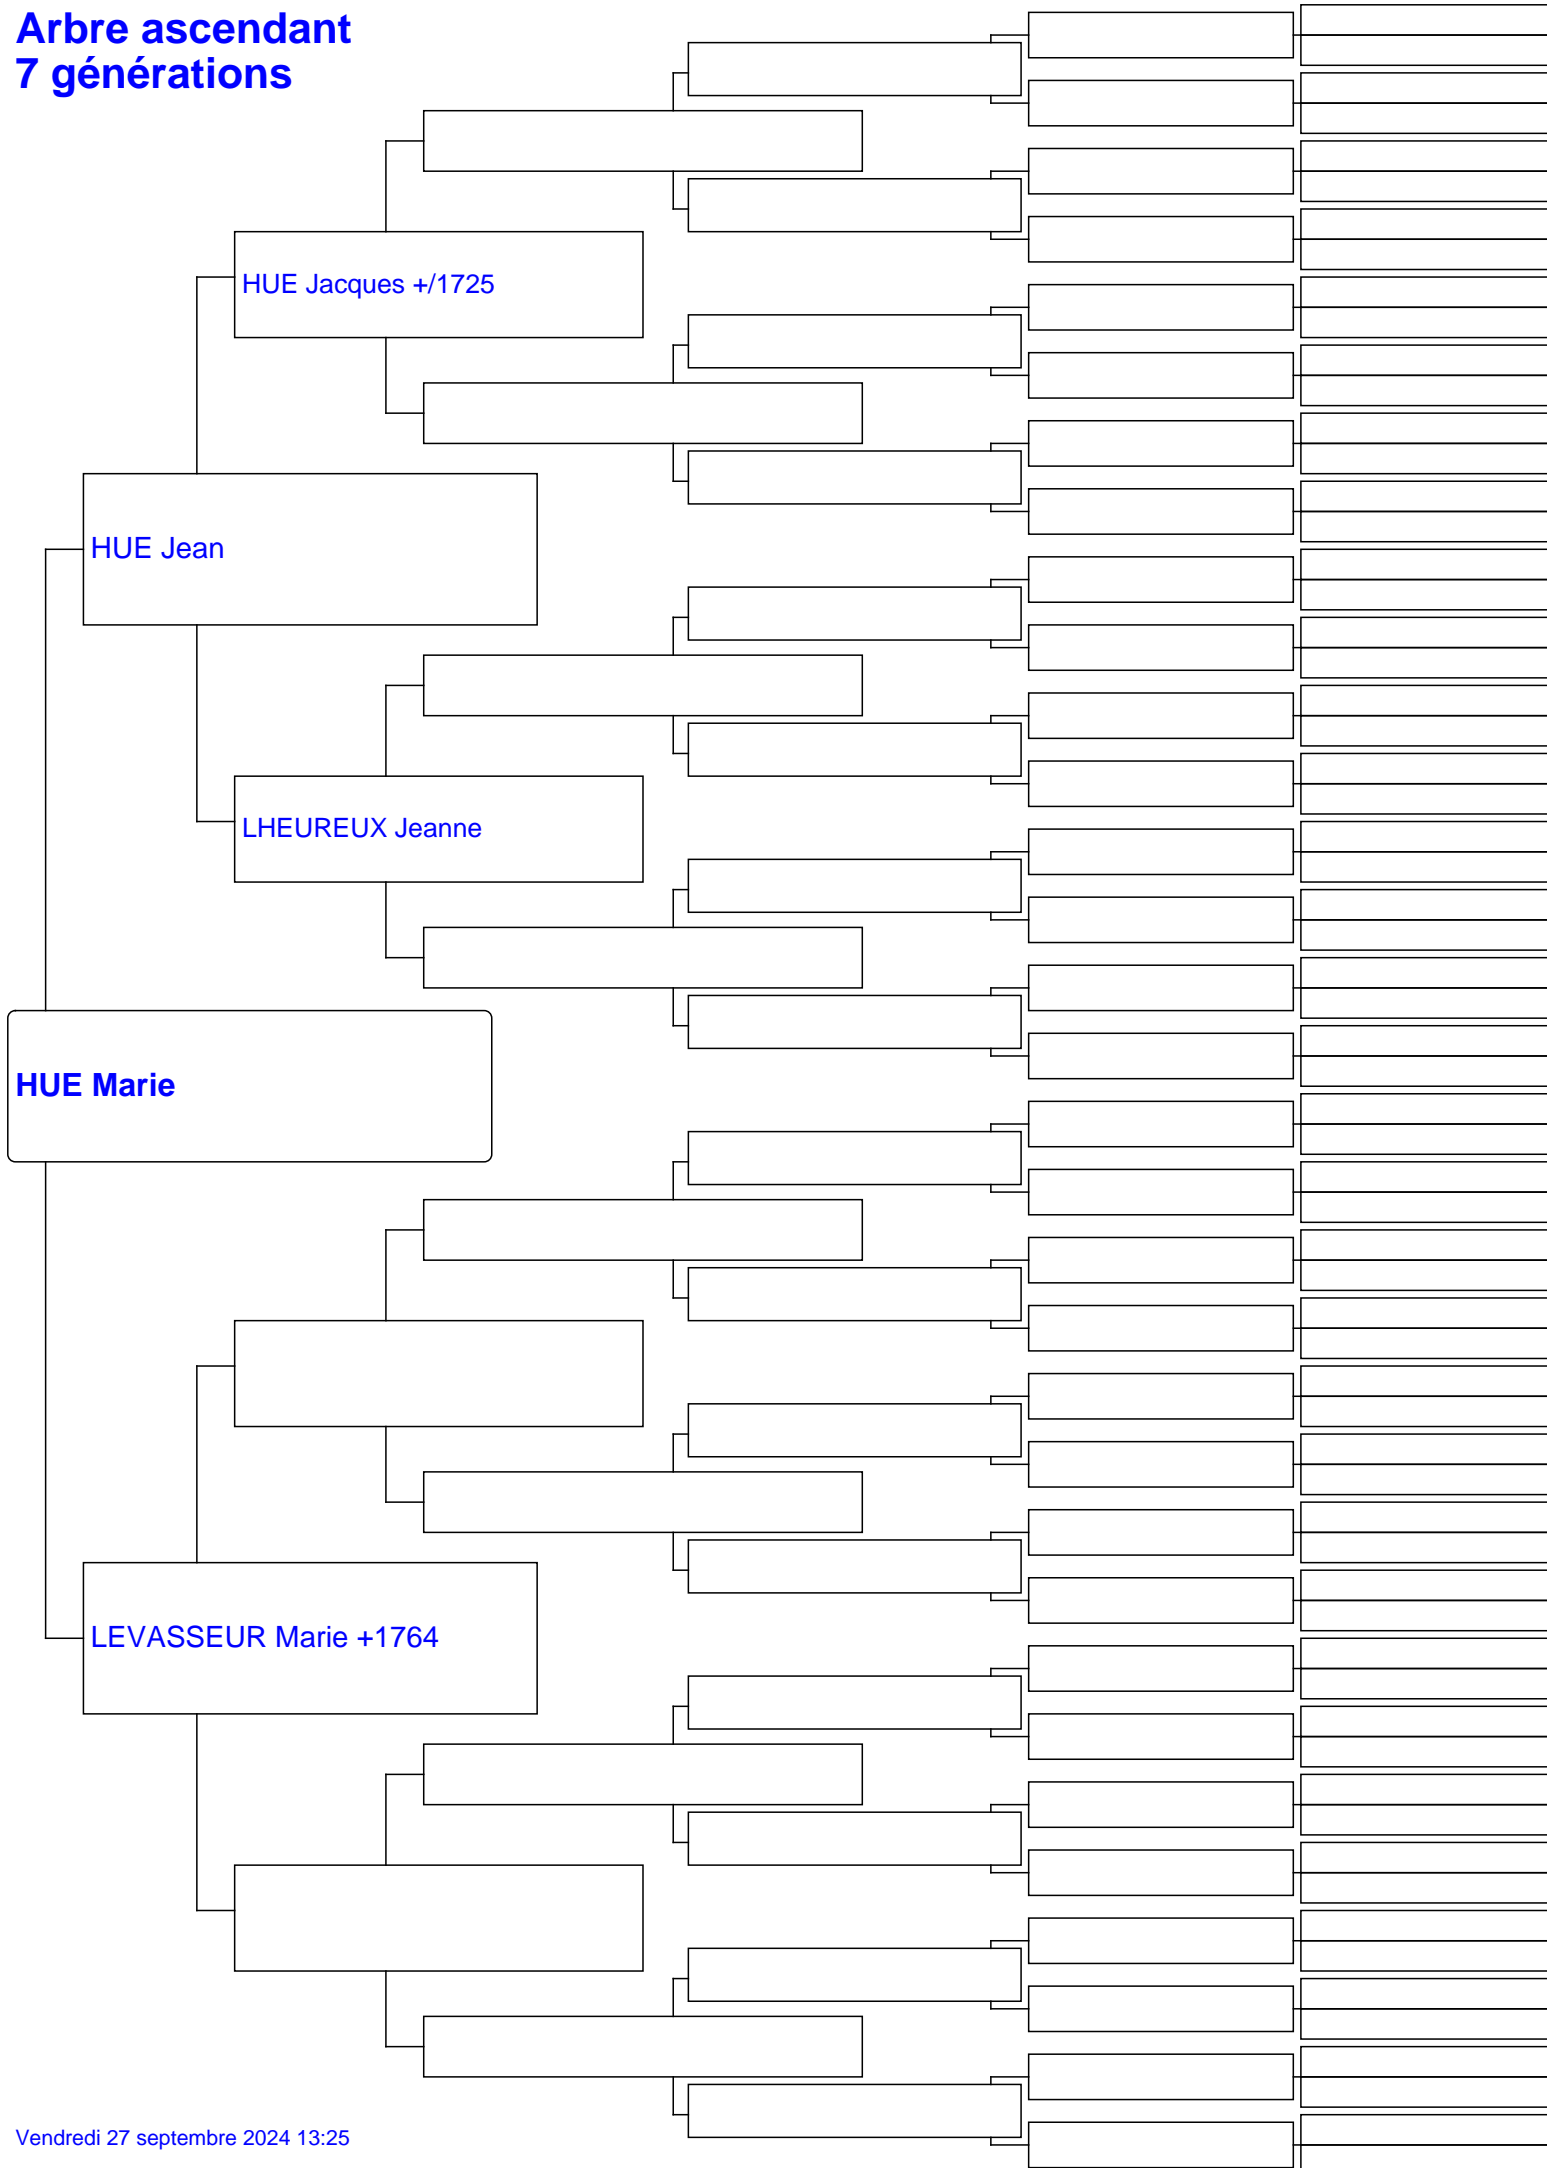 Arbre ascendant
7 générations
HUE Jacques +/1725
HUE Jean
LHEUREUX Jeanne
HUE Marie
LEVASSEUR Marie +1764
Vendredi 27 septembre 2024 13:25